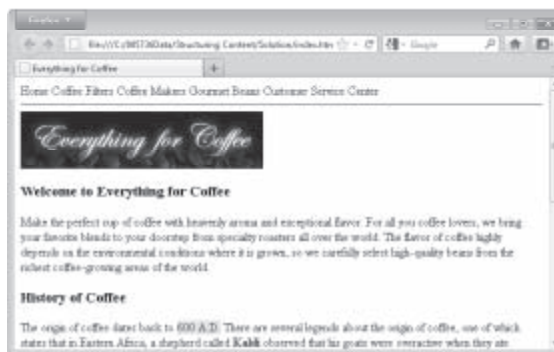 Firefox
file:///C:/WST36Data/Structuring Content/Solution/index.htm
Google
Everything for Coffee
Home Coffee Filters Coffee Makers Gourmet Beans Customer Service Center
Everything for Coffee
Welcome to Everything for Coffee
Make the perfect cup of coffee with heavenly aroma and exceptional flavor. For all you coffee lovers, we bring
your favorite blends to your doorstep from specialty roasters all over the world. The flavor of coffee highly
depends on the environmental conditions where it is grown, so we carefully select high-quality beans from the
richest coffee-growing areas of the world.
History of Coffee
The origin of coffee dates back to 600 A.D. There are several legends about the origin of coffee, one of which
states that in Eastern Africa, a shepherd called Kaldi observed that his goats were overactive when they ate